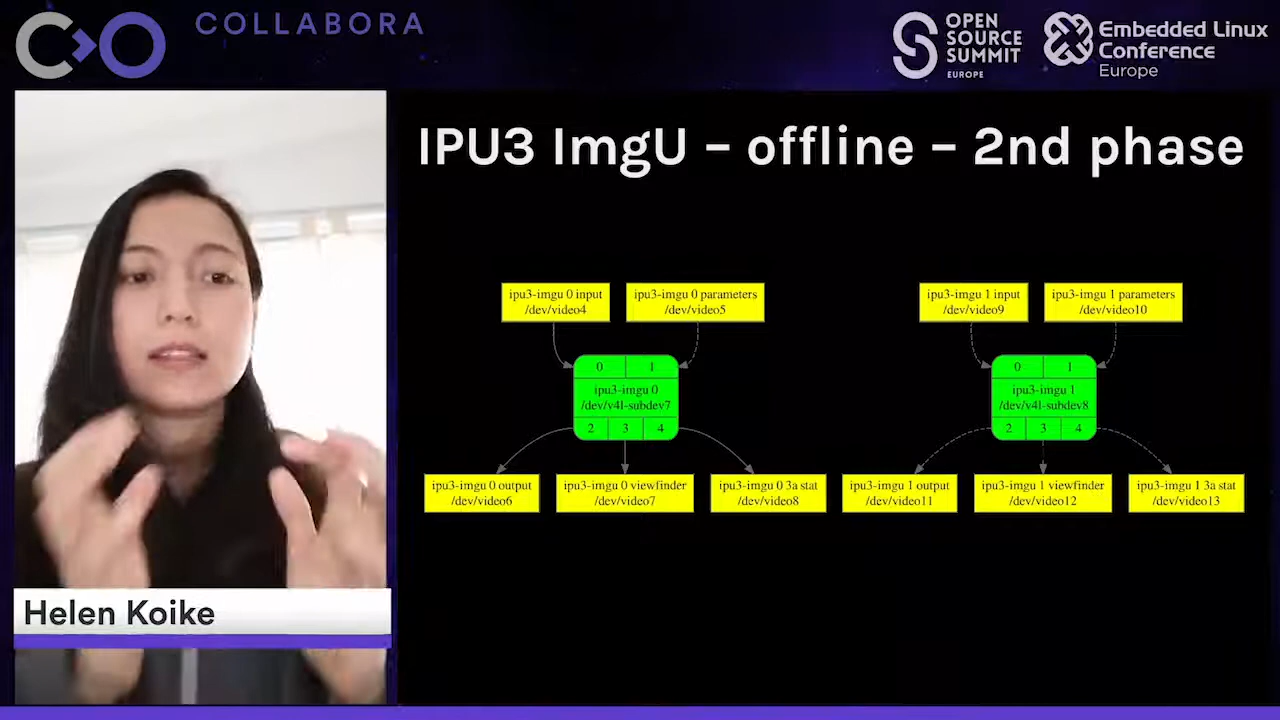 COLLABORA
OPEN
SOURCE
SUMMIT
EUROPE
Embedded Linux
Conference
Europe
IPU3 ImgU – offline – 2nd phase
ipu3-imgu 0 input
/dev/video4
ipu3-imgu 0 parameters
/dev/video5
ipu3-imgu 1 input
/dev/video9
ipu3-imgu 1 parameters
/dev/video10
0
1
ipu3-imgu 0
/dev/v4l-subdev7
2
3
4
0
1
ipu3-imgu 1
/dev/v4l-subdev8
2
3
4
ipu3-imgu 0 output
/dev/video6
ipu3-imgu 0 viewfinder
/dev/video7
ipu3-imgu 0 3a stat
/dev/video8
ipu3-imgu 1 output
/dev/video11
ipu3-imgu 1 viewfinder
/dev/video12
ipu3-imgu 1 3a stat
/dev/video13
Helen Koike